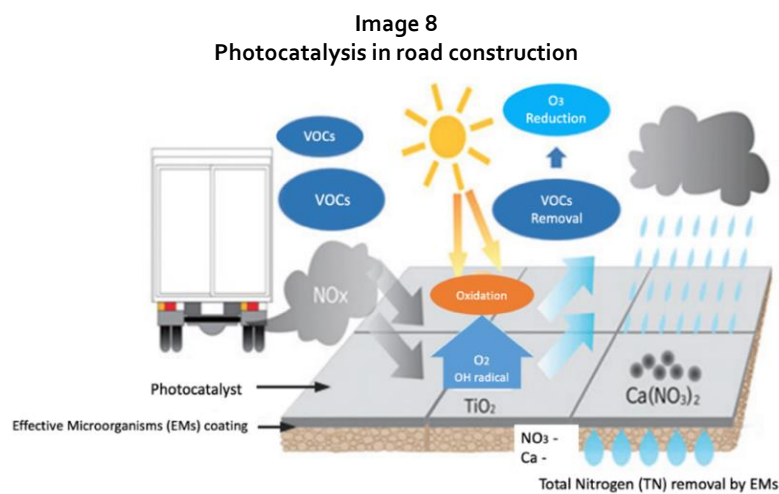 Image 8
Photocatalysis in road construction
O3
Reduction
VOCs
VOCs
VOCs
Removal
NOx
Oxidation
O2
OH radical
Photocatalyst
TiO2
Ca(NO3)2
Effective Microorganisms (EMs) coating
NO3 -
Ca -
Total Nitrogen (TN) removal by EMs